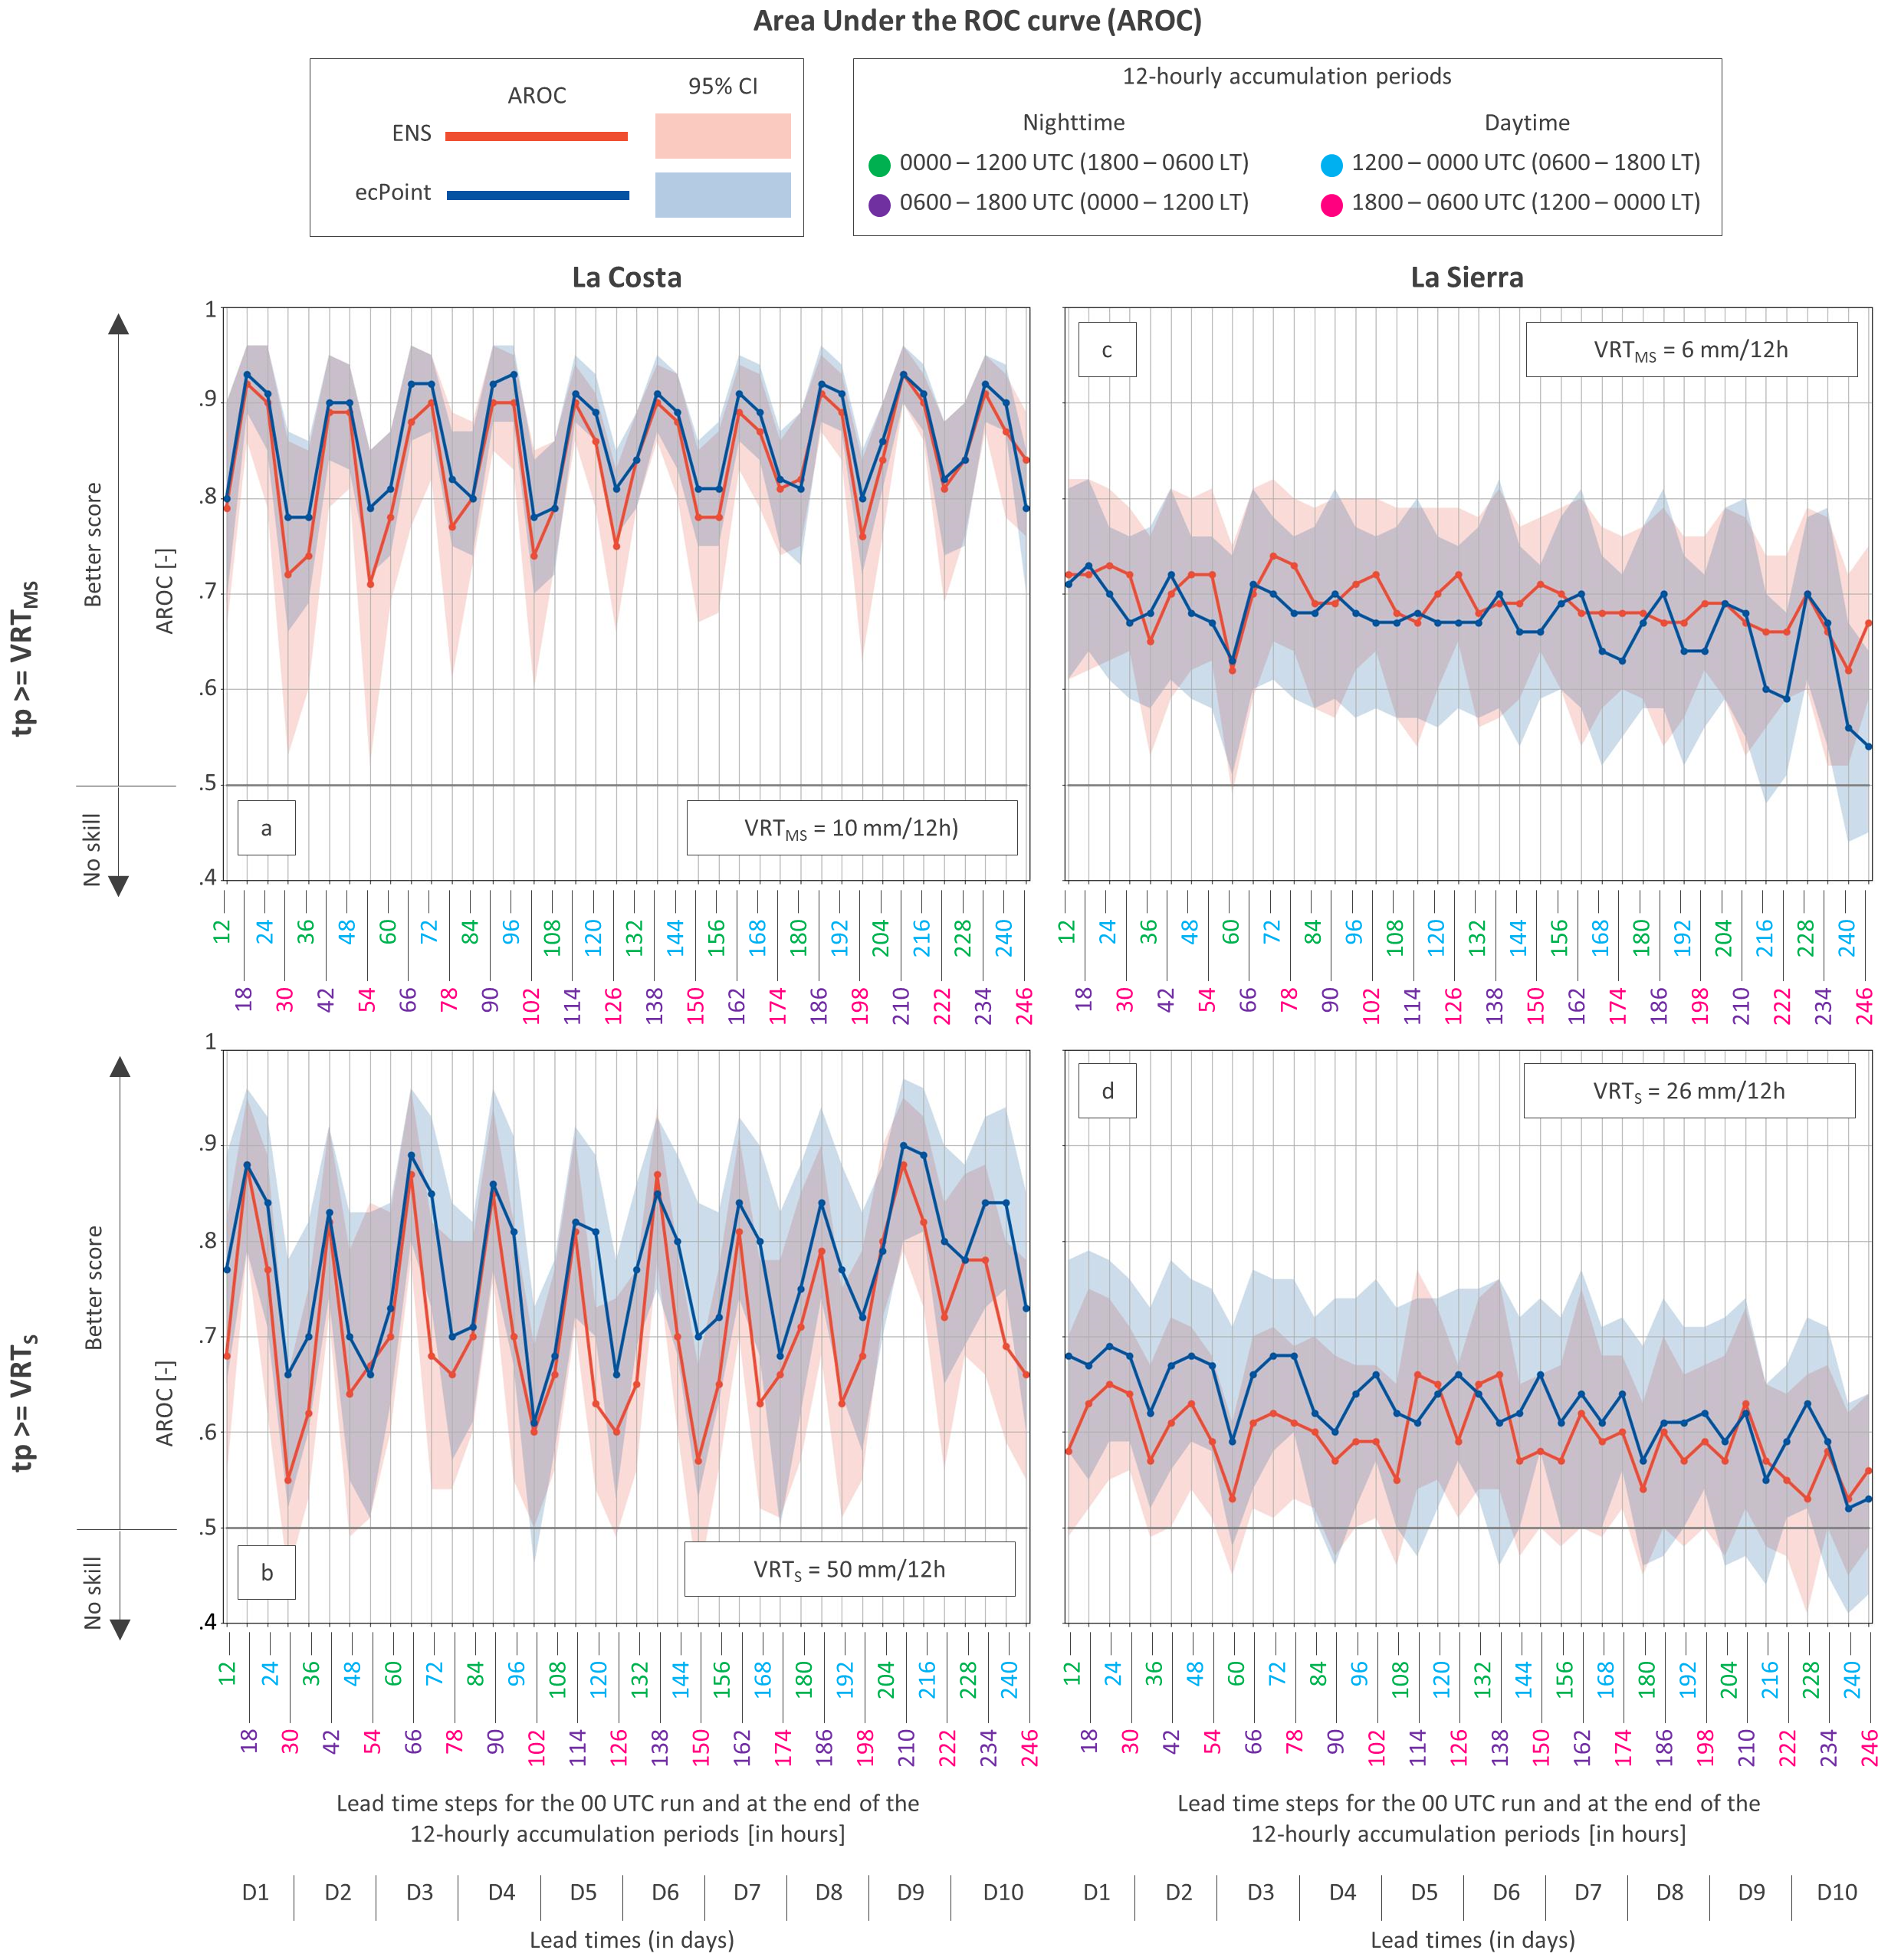 Area Under the ROC curve (AROC)
AROC 95% CI
ENS
ecPoint
12-hourly accumulation periods
Nighttime Daytime
0000 – 1200 UTC (1800 – 0600 LT) 1200 – 0000 UTC (0600 – 1800 LT)
0600 – 1800 UTC (0000 – 1200 LT) 1800 – 0600 UTC (1200 – 0000 LT)
La Costa La Sierra
tp >= VRTMS
Better score
No skill
AROC [-]
1
.9
.8
.7
.6
.5
.4
a
VRTMS = 10 mm/12h)
c
VRTMS = 6 mm/12h
12 24 36 48 60 72 84 96 108 120 132 144 156 168 180 192 204 216 228 240
18 30 42 54 66 78 90 102 114 126 138 150 162 174 186 198 210 222 234 246
12 24 36 48 60 72 84 96 108 120 132 144 156 168 180 192 204 216 228 240
18 30 42 54 66 78 90 102 114 126 138 150 162 174 186 198 210 222 234 246
tp >= VRTS
Better score
No skill
AROC [-]
1
.9
.8
.7
.6
.5
.4
b
VRTS = 50 mm/12h
d
VRTS = 26 mm/12h
12 24 36 48 60 72 84 96 108 120 132 144 156 168 180 192 204 216 228 240
18 30 42 54 66 78 90 102 114 126 138 150 162 174 186 198 210 222 234 246
12 24 36 48 60 72 84 96 108 120 132 144 156 168 180 192 204 216 228 240
18 30 42 54 66 78 90 102 114 126 138 150 162 174 186 198 210 222 234 246
Lead time steps for the 00 UTC run and at the end of the
12-hourly accumulation periods [in hours]
Lead time steps for the 00 UTC run and at the end of the
12-hourly accumulation periods [in hours]
D1 D2 D3 D4 D5 D6 D7 D8 D9 D10
D1 D2 D3 D4 D5 D6 D7 D8 D9 D10
Lead times (in days)
Lead times (in days)